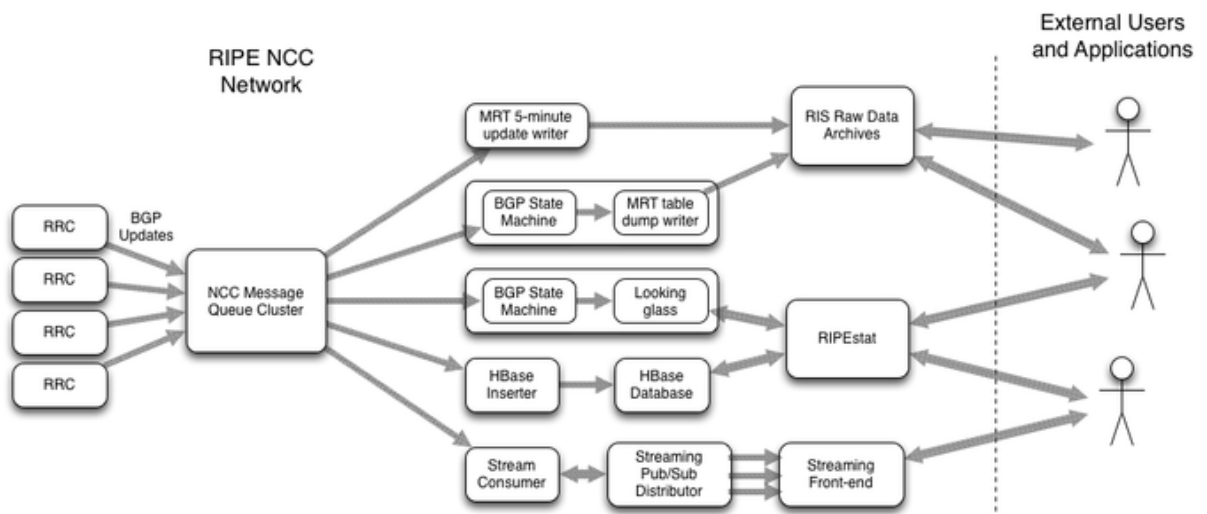 External Users
and Applications
RIPE NCC
Network
MRT 5-minute
update writer
RIS Raw Data
Archives
BGP State
Machine
MRT table
dump writer
RRC
BGP
Updates
RRC
RRC
RRC
NCC Message
Queue Cluster
BGP State
Machine
Looking
glass
RIPEstat
HBase
Inserter
HBase
Database
Stream
Consumer
Streaming
Pub/Sub
Distributor
Streaming
Front-end